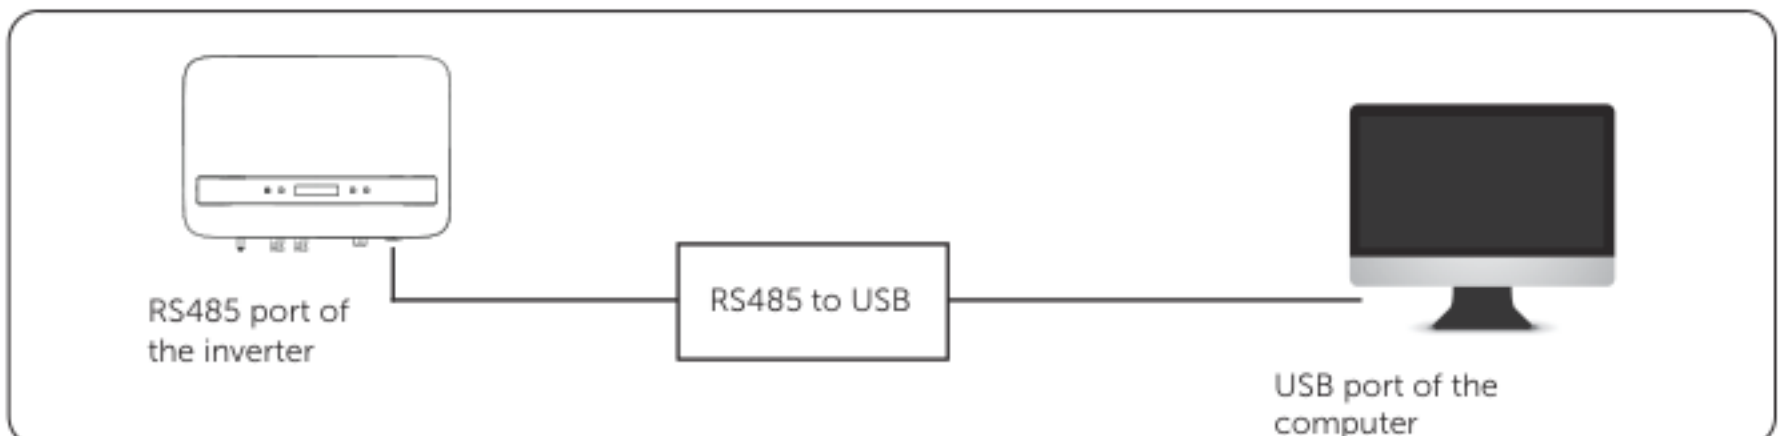 RS485 port of
the inverter
RS485 to USB
USB port of the
computer